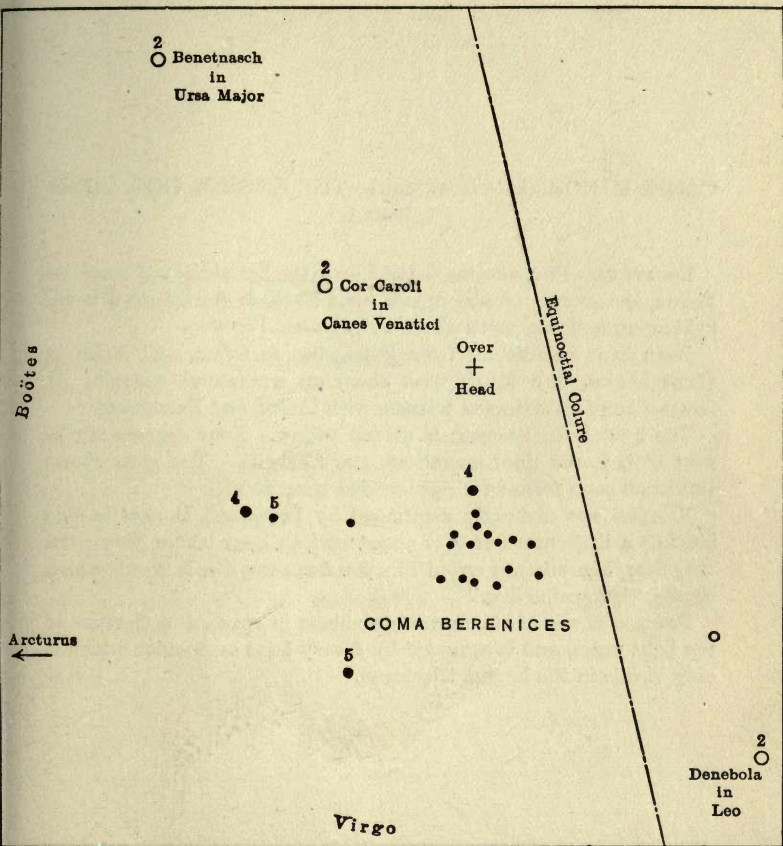 2
Benetnasch
in
Ursa Major
2
Cor Caroli
in
Canes Venatici
Equinoctial Colure
Over
Head
Boötes
4
4
5
COMA BERENICES
Arcturus
5
2
Denebola
in
Leo
Virgo